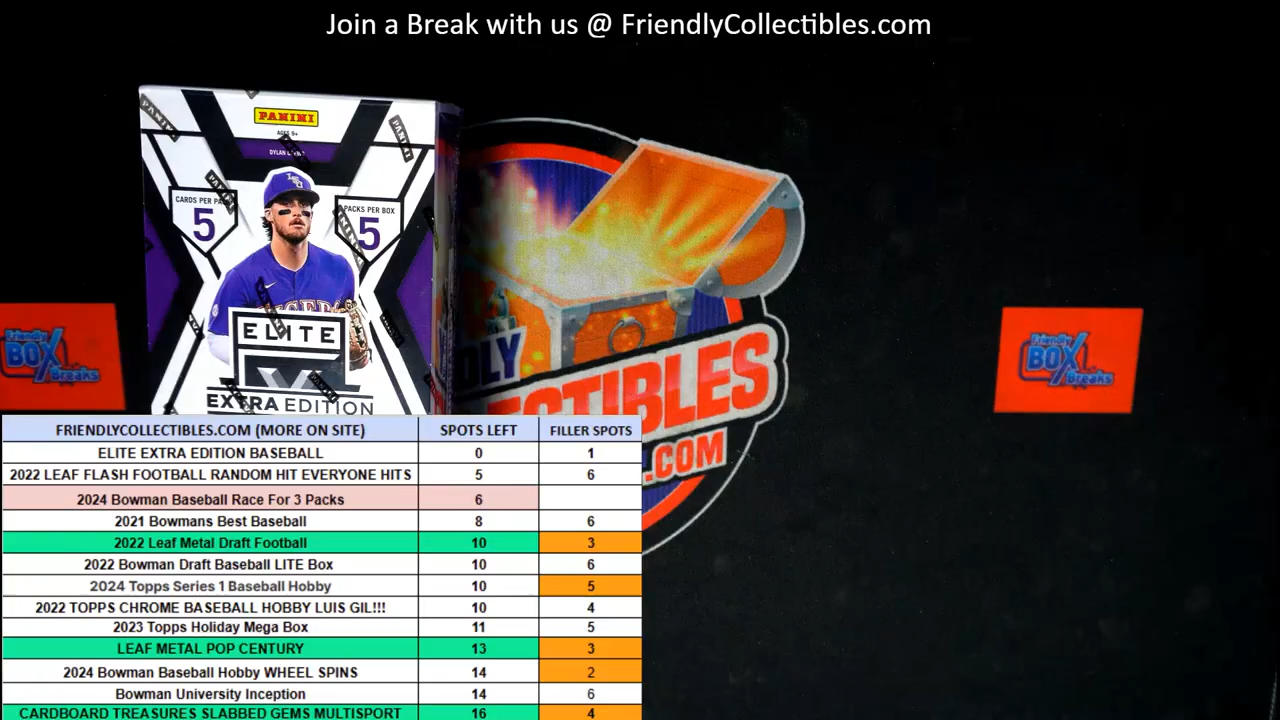 Join a Break with us @ FriendlyCollectibles.com
PANINI
AGES 9+
DYLAN
CARDS PER
5
PACKS PER BOX
5
ELITE
EXTRA EDITION
DLY
ECTIBLES
.COM
Friendly
BOX
Breaks
Friendly
BOX
Breaks
FRIENDLYCOLLECTIBLES.COM (MORE ON SITE) SPOTS LEFT FILLER SPOTS
ELITE EXTRA EDITION BASEBALL 0 1
2022 LEAF FLASH FOOTBALL RANDOM HIT EVERYONE HITS 5 6
2024 Bowman Baseball Race For 3 Packs 6
2021 Bowmans Best Baseball 8 6
2022 Leaf Metal Draft Football 10 3
2022 Bowman Draft Baseball LITE Box 10 6
2024 Topps Series 1 Baseball Hobby 10 5
2022 TOPPS CHROME BASEBALL HOBBY LUIS GIL!!! 10 4
2023 Topps Holiday Mega Box 11 5
LEAF METAL POP CENTURY 13 3
2024 Bowman Baseball Hobby WHEEL SPINS 14 2
Bowman University Inception 14 6
CARDBOARD TREASURES SLABBED GEMS MULTISPORT 16 4